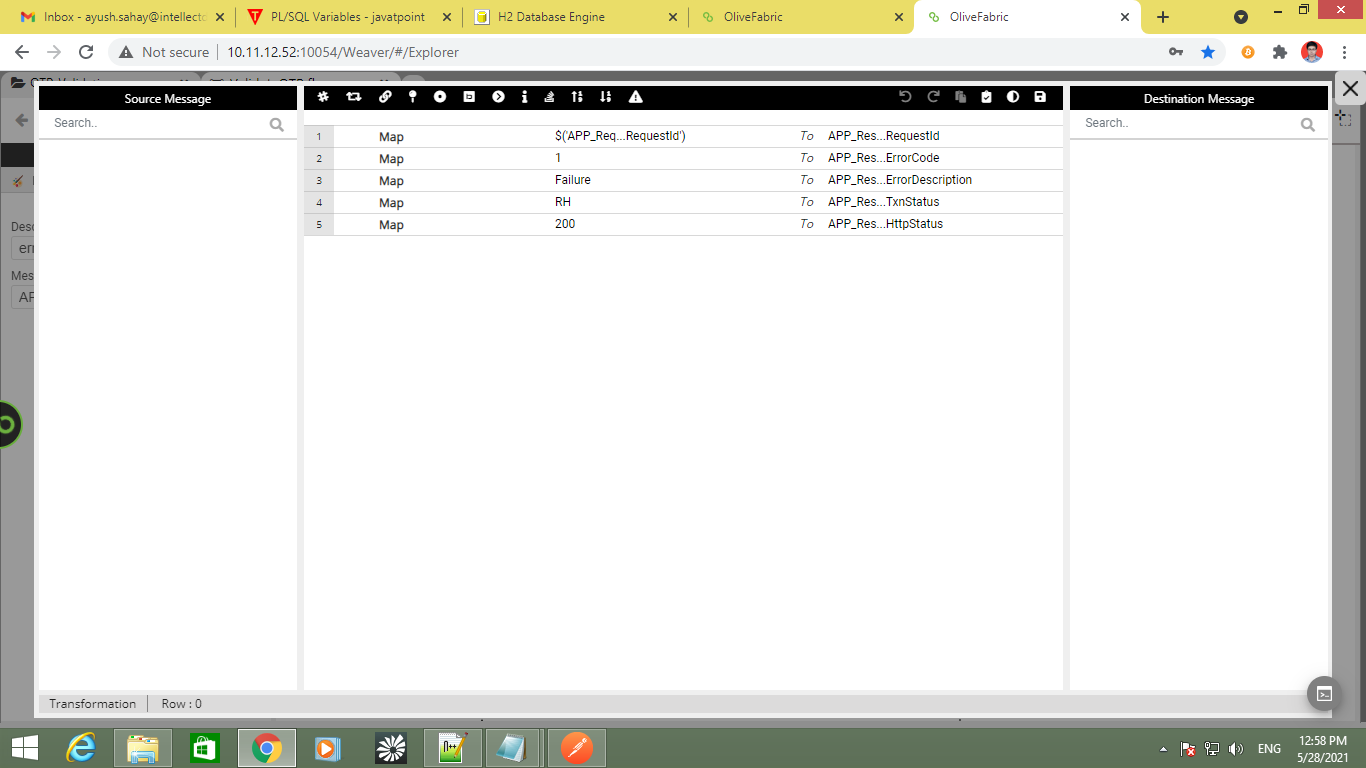 Inbox - ayush.sahay@intellect
PL/SQL Variables - javatpoint
H2 Database Engine
OliveFabric
OliveFabric
Not secure 10.11.12.52:10054/Weaver/#/Explorer
Source Message
Destination Message
Search..
Search..
1 Map $('APP_Req...RequestId') To APP_Res...RequestId
2 Map 1 To APP_Res...ErrorCode
3 Map Failure To APP_Res...ErrorDescription
4 Map RH To APP_Res...TxnStatus
5 Map 200 To APP_Res...HttpStatus
Desc
Mes
AP
Transformation Row : 0
ENG
12:58 PM
5/28/2021